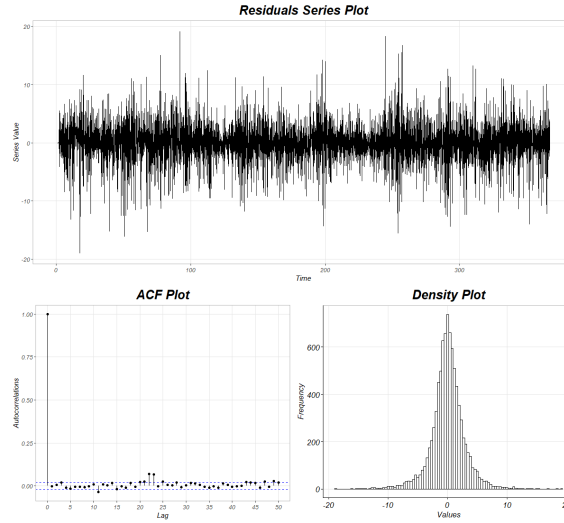 Residuals Series Plot
20
10
0
-10
-20
Series Value
0 100 200 300
Time
ACF Plot
1.00
0.75
0.50
0.25
0.00
Autocorrelations
0 5 10 15 20 25 30 35 40 45 50
Lag
Density Plot
600
400
200
0
Frequency
-20 -10 0 10 2
Values